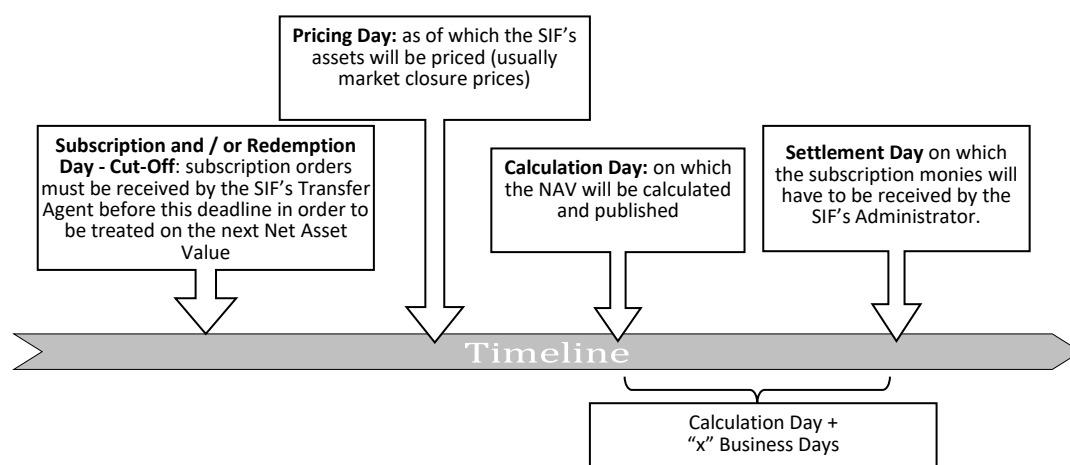 Pricing Day: as of which the SIF's
assets will be priced (usually
market closure prices)
Subscription and / or Redemption
Day - Cut-Off: subscription orders
must be received by the SIF's Transfer
Agent before this deadline in order to
be treated on the next Net Asset
Value
Calculation Day: on which
the NAV will be calculated
and published
Settlement Day on which
the subscription monies will
have to be received by the
SIF's Administrator.
Timeline
Calculation Day +
“x” Business Days